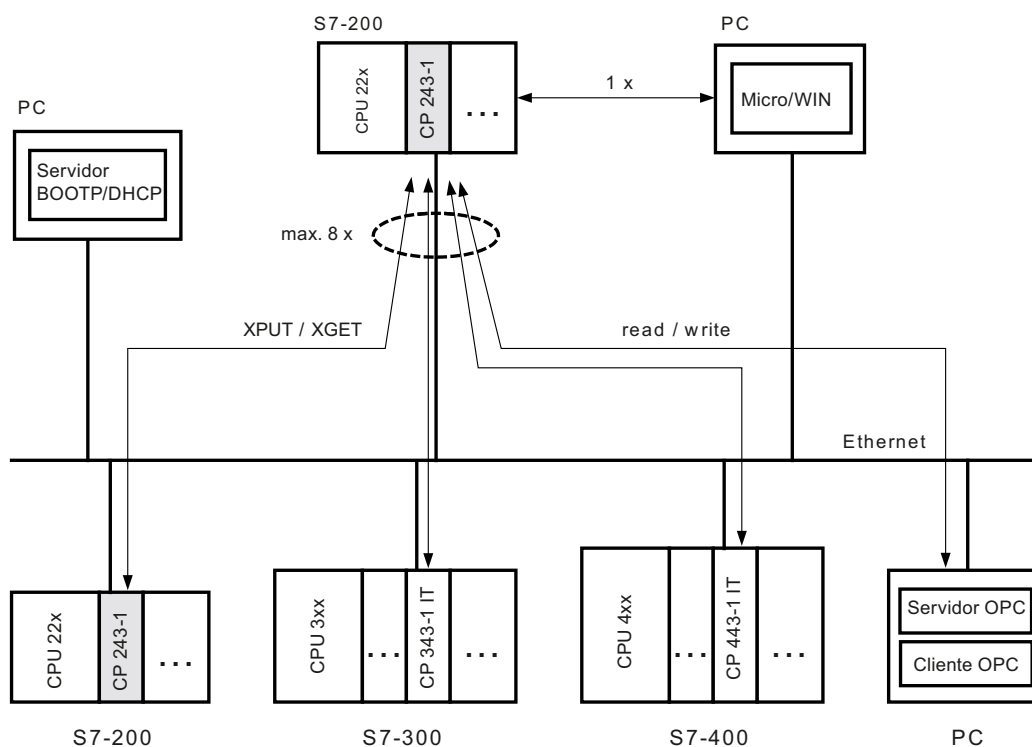 S7-200
PC
CPU 22x
CP 243-1
...
1 x
Micro/WIN
PC
Servidor
BOOTP/DHCP
max. 8 x
XPUT / XGET
read / write
Ethernet
CPU 22x
CP 243-1
...
CPU 3xx
...
CP 343-1 IT
...
CPU 4xx
...
CP 443-1 IT
...
Servidor OPC
Cliente OPC
S7-200
S7-300
S7-400
PC